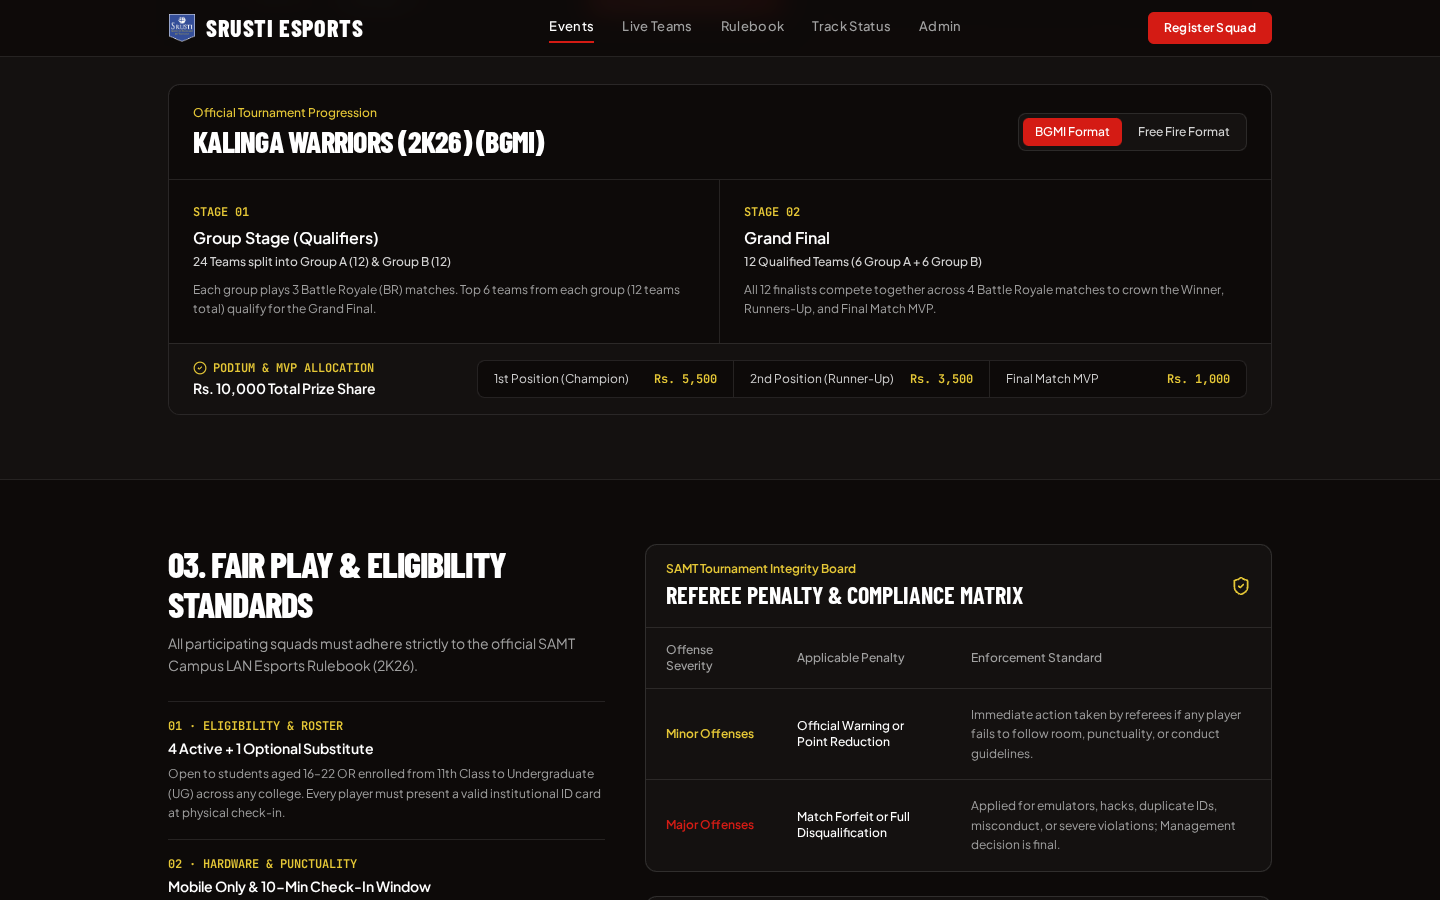 SRUSTI
SRUSTI ESPORTS
Events
Live Teams
Rulebook
Track Status
Admin
Register Squad
Official Tournament Progression
KALINGA WARRIORS (2K26) (BGMI)
BGMI Format
Free Fire Format
STAGE 01
Group Stage (Qualifiers)
24 Teams split into Group A (12) & Group B (12)
Each group plays 3 Battle Royale (BR) matches. Top 6 teams from each group (12 teams
total) qualify for the Grand Final.
STAGE 02
Grand Final
12 Qualified Teams (6 Group A + 6 Group B)
All 12 finalists compete together across 4 Battle Royale matches to crown the Winner,
Runners-Up, and Final Match MVP.
PODIUM & MVP ALLOCATION
Rs. 10,000 Total Prize Share
1st Position (Champion)
Rs. 5,500
2nd Position (Runner-Up)
Rs. 3,500
Final Match MVP
Rs. 1,000
03. FAIR PLAY & ELIGIBILITY
STANDARDS
All participating squads must adhere strictly to the official SAMT
Campus LAN Esports Rulebook (2K26).
01 · ELIGIBILITY & ROSTER
4 Active + 1 Optional Substitute
Open to students aged 16–22 OR enrolled from 11th Class to Undergraduate
(UG) across any college. Every player must present a valid institutional ID card
at physical check-in.
02 · HARDWARE & PUNCTUALITY
Mobile Only & 10-Min Check-In Window
SAMT Tournament Integrity Board
REFEREE PENALTY & COMPLIANCE MATRIX
Offense
Severity
Applicable Penalty
Enforcement Standard
Minor Offenses
Official Warning or
Point Reduction
Immediate action taken by referees if any player
fails to follow room, punctuality, or conduct
guidelines.
Major Offenses
Match Forfeit or Full
Disqualification
Applied for emulators, hacks, duplicate IDs,
misconduct, or severe violations; Management
decision is final.